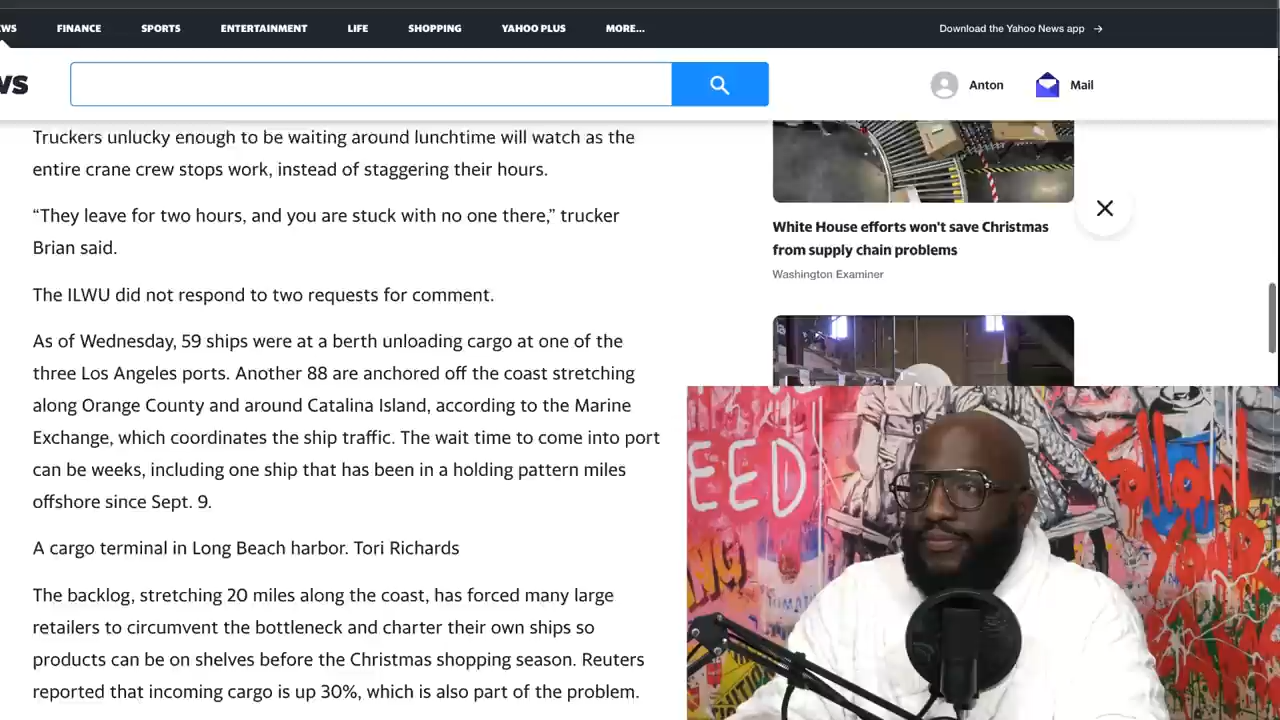 WS
FINANCE
SPORTS
ENTERTAINMENT
LIFE
SHOPPING
YAHOO PLUS
MORE...
Download the Yahoo News app →
ws
Anton
Mail
Truckers unlucky enough to be waiting around lunchtime will watch as the
entire crane crew stops work, instead of staggering their hours.
“They leave for two hours, and you are stuck with no one there,” trucker
Brian said.
The ILWU did not respond to two requests for comment.
As of Wednesday, 59 ships were at a berth unloading cargo at one of the
three Los Angeles ports. Another 88 are anchored off the coast stretching
along Orange County and around Catalina Island, according to the Marine
Exchange, which coordinates the ship traffic. The wait time to come into port
can be weeks, including one ship that has been in a holding pattern miles
offshore since Sept. 9.
A cargo terminal in Long Beach harbor. Tori Richards
The backlog, stretching 20 miles along the coast, has forced many large
retailers to circumvent the bottleneck and charter their own ships so
products can be on shelves before the Christmas shopping season. Reuters
reported that incoming cargo is up 30%, which is also part of the problem.
White House efforts won't save Christmas
from supply chain problems
Washington Examiner
EED
Follow
YOUR